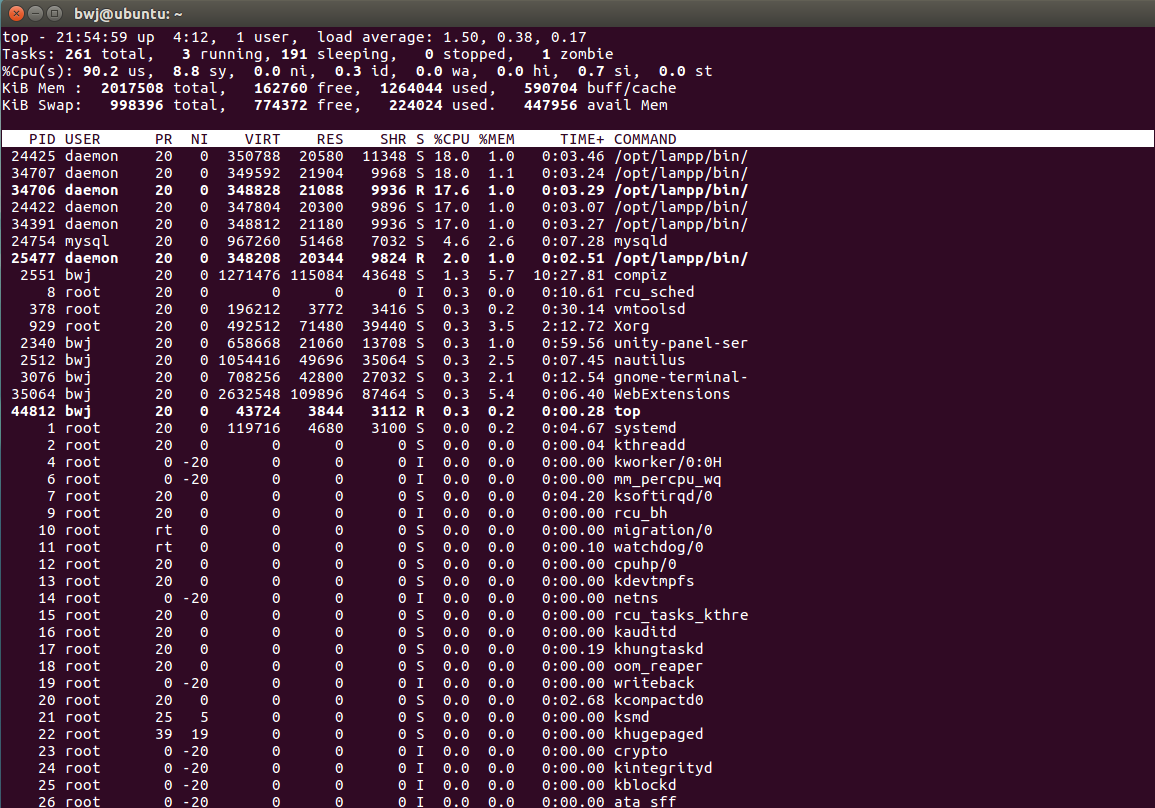 bwj@ubuntu: ~
top - 21:54:59 up  4:12,  1 user,  load average: 1.50, 0.38, 0.17
Tasks: 261 total,   3 running, 191 sleeping,   0 stopped,   1 zombie
%Cpu(s): 90.2 us,  8.8 sy,  0.0 ni,  0.3 id,  0.0 wa,  0.0 hi,  0.7 si,  0.0 st
KiB Mem :  2017508 total,   162760 free,  1264044 used,   590704 buff/cache
KiB Swap:   998396 total,   774372 free,   224024 used.   447956 avail Mem
PID USER      PR  NI    VIRT    RES    SHR S %CPU %MEM     TIME+ COMMAND
24425 daemon    20   0  350788  20580  11348 S 18.0  1.0   0:03.46 /opt/lampp/bin/
34707 daemon    20   0  349592  21904   9968 S 18.0  1.1   0:03.24 /opt/lampp/bin/
34706 daemon    20   0  348828  21088   9936 R 17.6  1.0   0:03.29 /opt/lampp/bin/
24422 daemon    20   0  347804  20300   9896 S 17.0  1.0   0:03.07 /opt/lampp/bin/
34391 daemon    20   0  348812  21180   9936 S 17.0  1.0   0:03.27 /opt/lampp/bin/
24754 mysql     20   0  967260  51468   7032 S  4.6  2.6   0:07.28 mysqld
25477 daemon    20   0  348208  20344   9824 R  2.0  1.0   0:02.51 /opt/lampp/bin/
2551 bwj       20   0 1271476 115084  43648 S  1.3  5.7  10:27.81 compiz
8 root      20   0       0      0      0 I  0.3  0.0   0:10.61 rcu_sched
378 root      20   0  196212   3772   3416 S  0.3  0.2   0:30.14 vmtoolsd
929 root      20   0  492512  71480  39440 S  0.3  3.5   2:12.72 Xorg
2340 bwj       20   0  658668  21060  13708 S  0.3  1.0   0:59.56 unity-panel-ser
2512 bwj       20   0 1054416  49696  35064 S  0.3  2.5   0:07.45 nautilus
3076 bwj       20   0  708256  42800  27032 S  0.3  2.1   0:12.54 gnome-terminal-
35064 bwj       20   0 2632548 109896  87464 S  0.3  5.4   0:06.40 WebExtensions
44812 bwj       20   0   43724   3844   3112 R  0.3  0.2   0:00.28 top
1 root      20   0  119716   4680   3100 S  0.0  0.2   0:04.67 systemd
2 root      20   0       0      0      0 S  0.0  0.0   0:00.04 kthreadd
4 root       0 -20       0      0      0 I  0.0  0.0   0:00.00 kworker/0:0H
6 root       0 -20       0      0      0 I  0.0  0.0   0:00.00 mm_percpu_wq
7 root      20   0       0      0      0 S  0.0  0.0   0:04.20 ksoftirqd/0
9 root      20   0       0      0      0 I  0.0  0.0   0:00.00 rcu_bh
10 root      rt   0       0      0      0 S  0.0  0.0   0:00.00 migration/0
11 root      rt   0       0      0      0 S  0.0  0.0   0:00.10 watchdog/0
12 root      20   0       0      0      0 S  0.0  0.0   0:00.00 cpuhp/0
13 root      20   0       0      0      0 S  0.0  0.0   0:00.00 kdevtmpfs
14 root       0 -20       0      0      0 I  0.0  0.0   0:00.00 netns
15 root      20   0       0      0      0 S  0.0  0.0   0:00.00 rcu_tasks_kthre
16 root      20   0       0      0      0 S  0.0  0.0   0:00.00 kauditd
17 root      20   0       0      0      0 S  0.0  0.0   0:00.19 khungtaskd
18 root      20   0       0      0      0 S  0.0  0.0   0:00.00 oom_reaper
19 root       0 -20       0      0      0 I  0.0  0.0   0:00.00 writeback
20 root      20   0       0      0      0 S  0.0  0.0   0:02.68 kcompactd0
21 root      25   5       0      0      0 S  0.0  0.0   0:00.00 ksmd
22 root      39  19       0      0      0 S  0.0  0.0   0:00.00 khugepaged
23 root       0 -20       0      0      0 I  0.0  0.0   0:00.00 crypto
24 root       0 -20       0      0      0 I  0.0  0.0   0:00.00 kintegrityd
25 root       0 -20       0      0      0 I  0.0  0.0   0:00.00 kblockd
26 root       0 -20       0      0      0 I  0.0  0.0   0:00.00 ata_sff